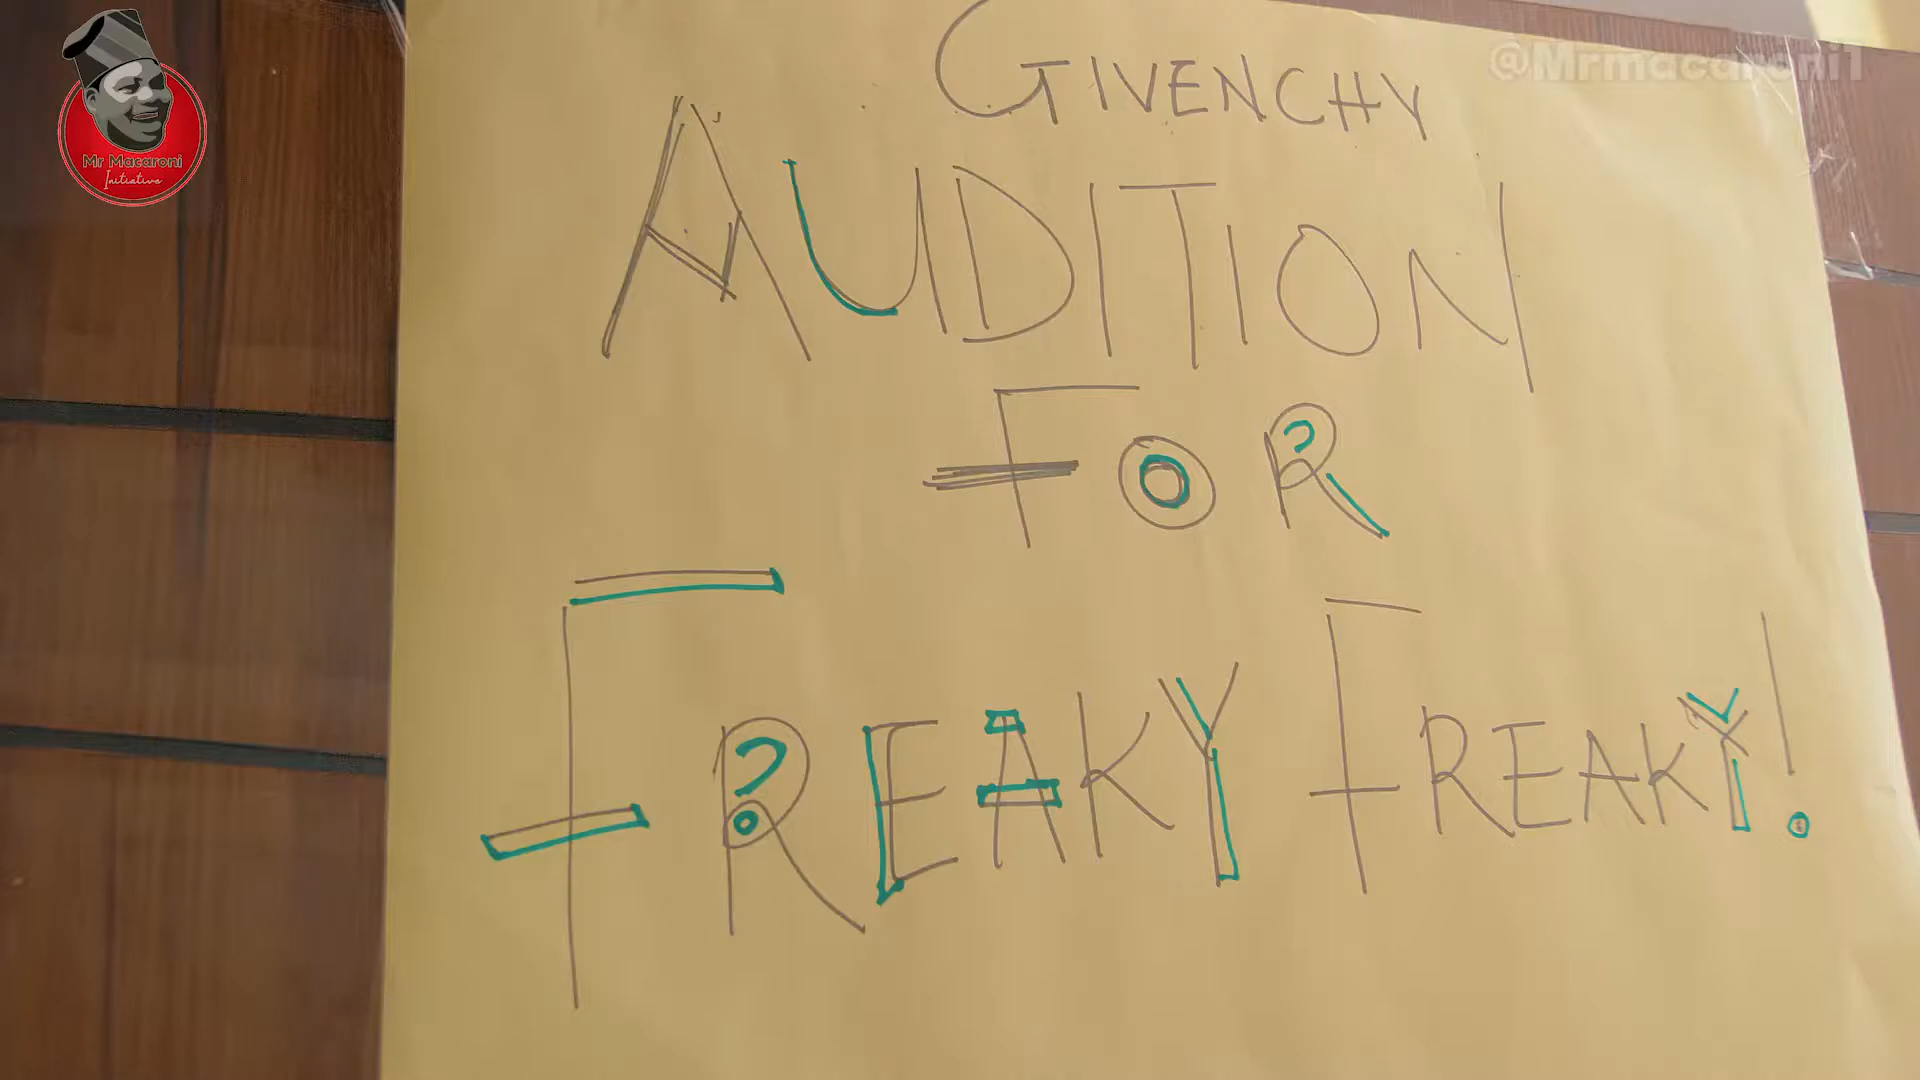 Mr Macaroni
Initiative
@Mrmacaroni1
GIVENCHY
AUDITION
FOR
FREAKY FREAKY!